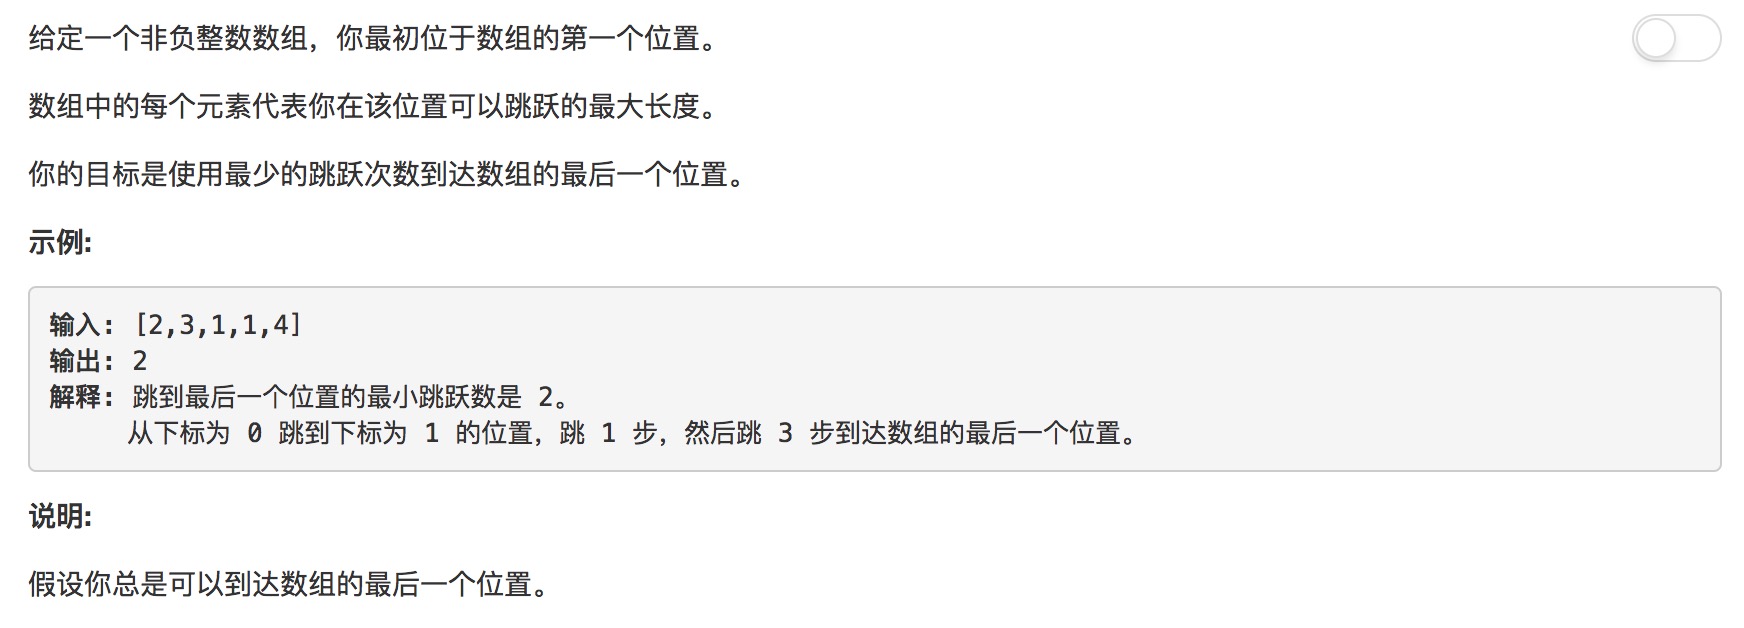 给定一个非负整数数组，你最初位于数组的第一个位置。
数组中的每个元素代表你在该位置可以跳跃的最大长度。
你的目标是使用最少的跳跃次数到达数组的最后一个位置。
示例:
输入: [2,3,1,1,4]
输出: 2
解释: 跳到最后一个位置的最小跳跃数是 2。
从下标为 0 跳到下标为 1 的位置，跳 1 步，然后跳 3 步到达数组的最后一个位置。
说明:
假设你总是可以到达数组的最后一个位置。